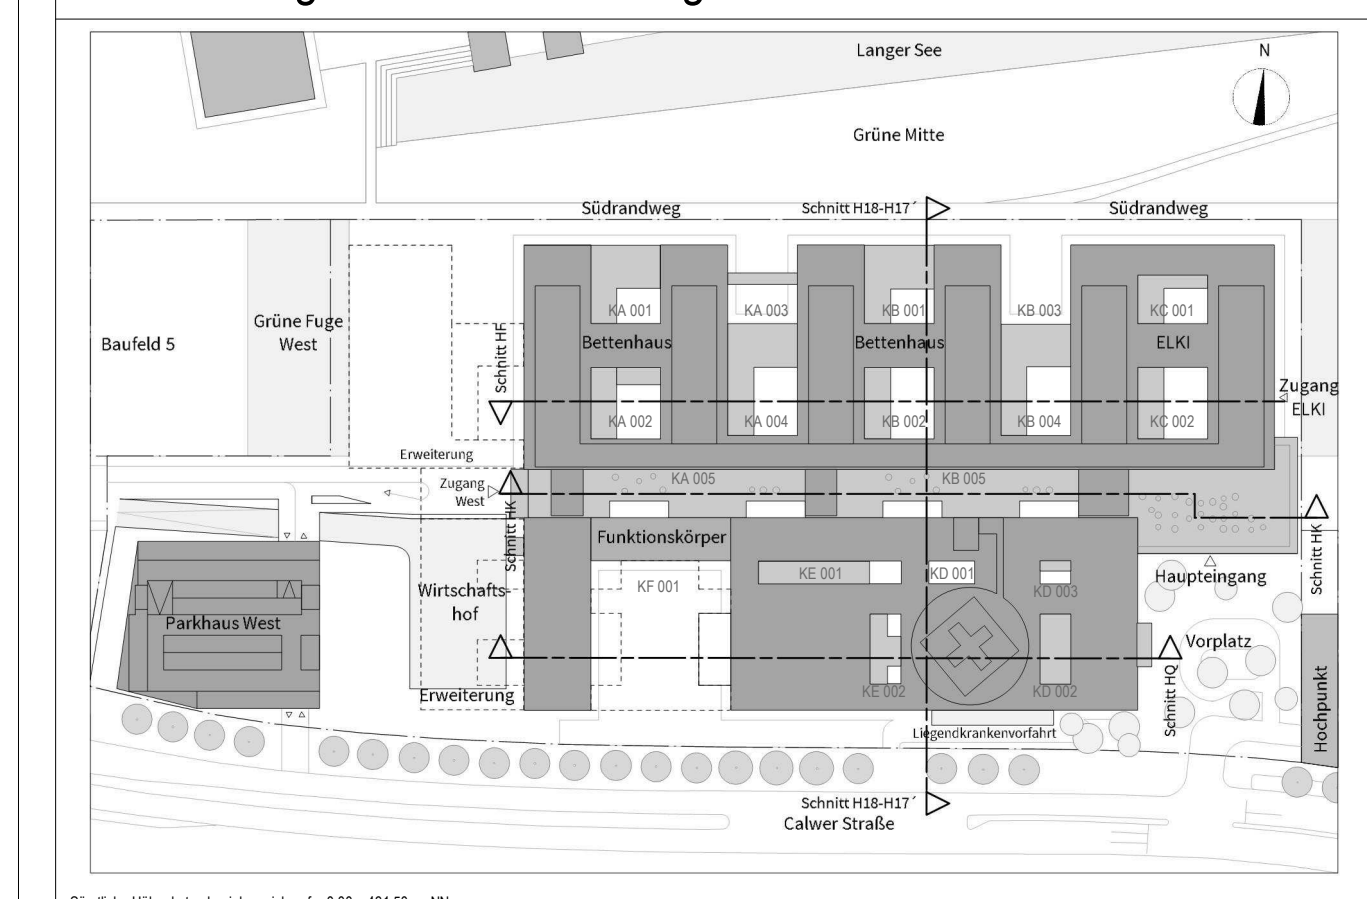 Langer See
N
Grüne Mitte
Südrandweg
Schnitt H18-H17´
Südrandweg
KA 001
KA 003
KB 001
KB 003
KC 001
Grüne Fuge
West
Baufeld 5
Schnitt HF
Bettenhaus
Bettenhaus
ELKI
Zugang
ELKI
KA 002
KA 004
KB 002
KB 004
KC 002
Erweiterung
Zugang
West
KA 005
KB 005
Schnitt HK
Schnitt HK
Funktionskörper
KE 001
KD 001
KD 003
Haupteingang
KF 001
Wirtschafts-
hof
Parkhaus West
Vorplatz
Erweiterung
KE 002
KD 002
Schnitt HQ
Hochpunkt
Liegendkrankenvorfahrt
Schnitt H18-H17´
Calwer Straße